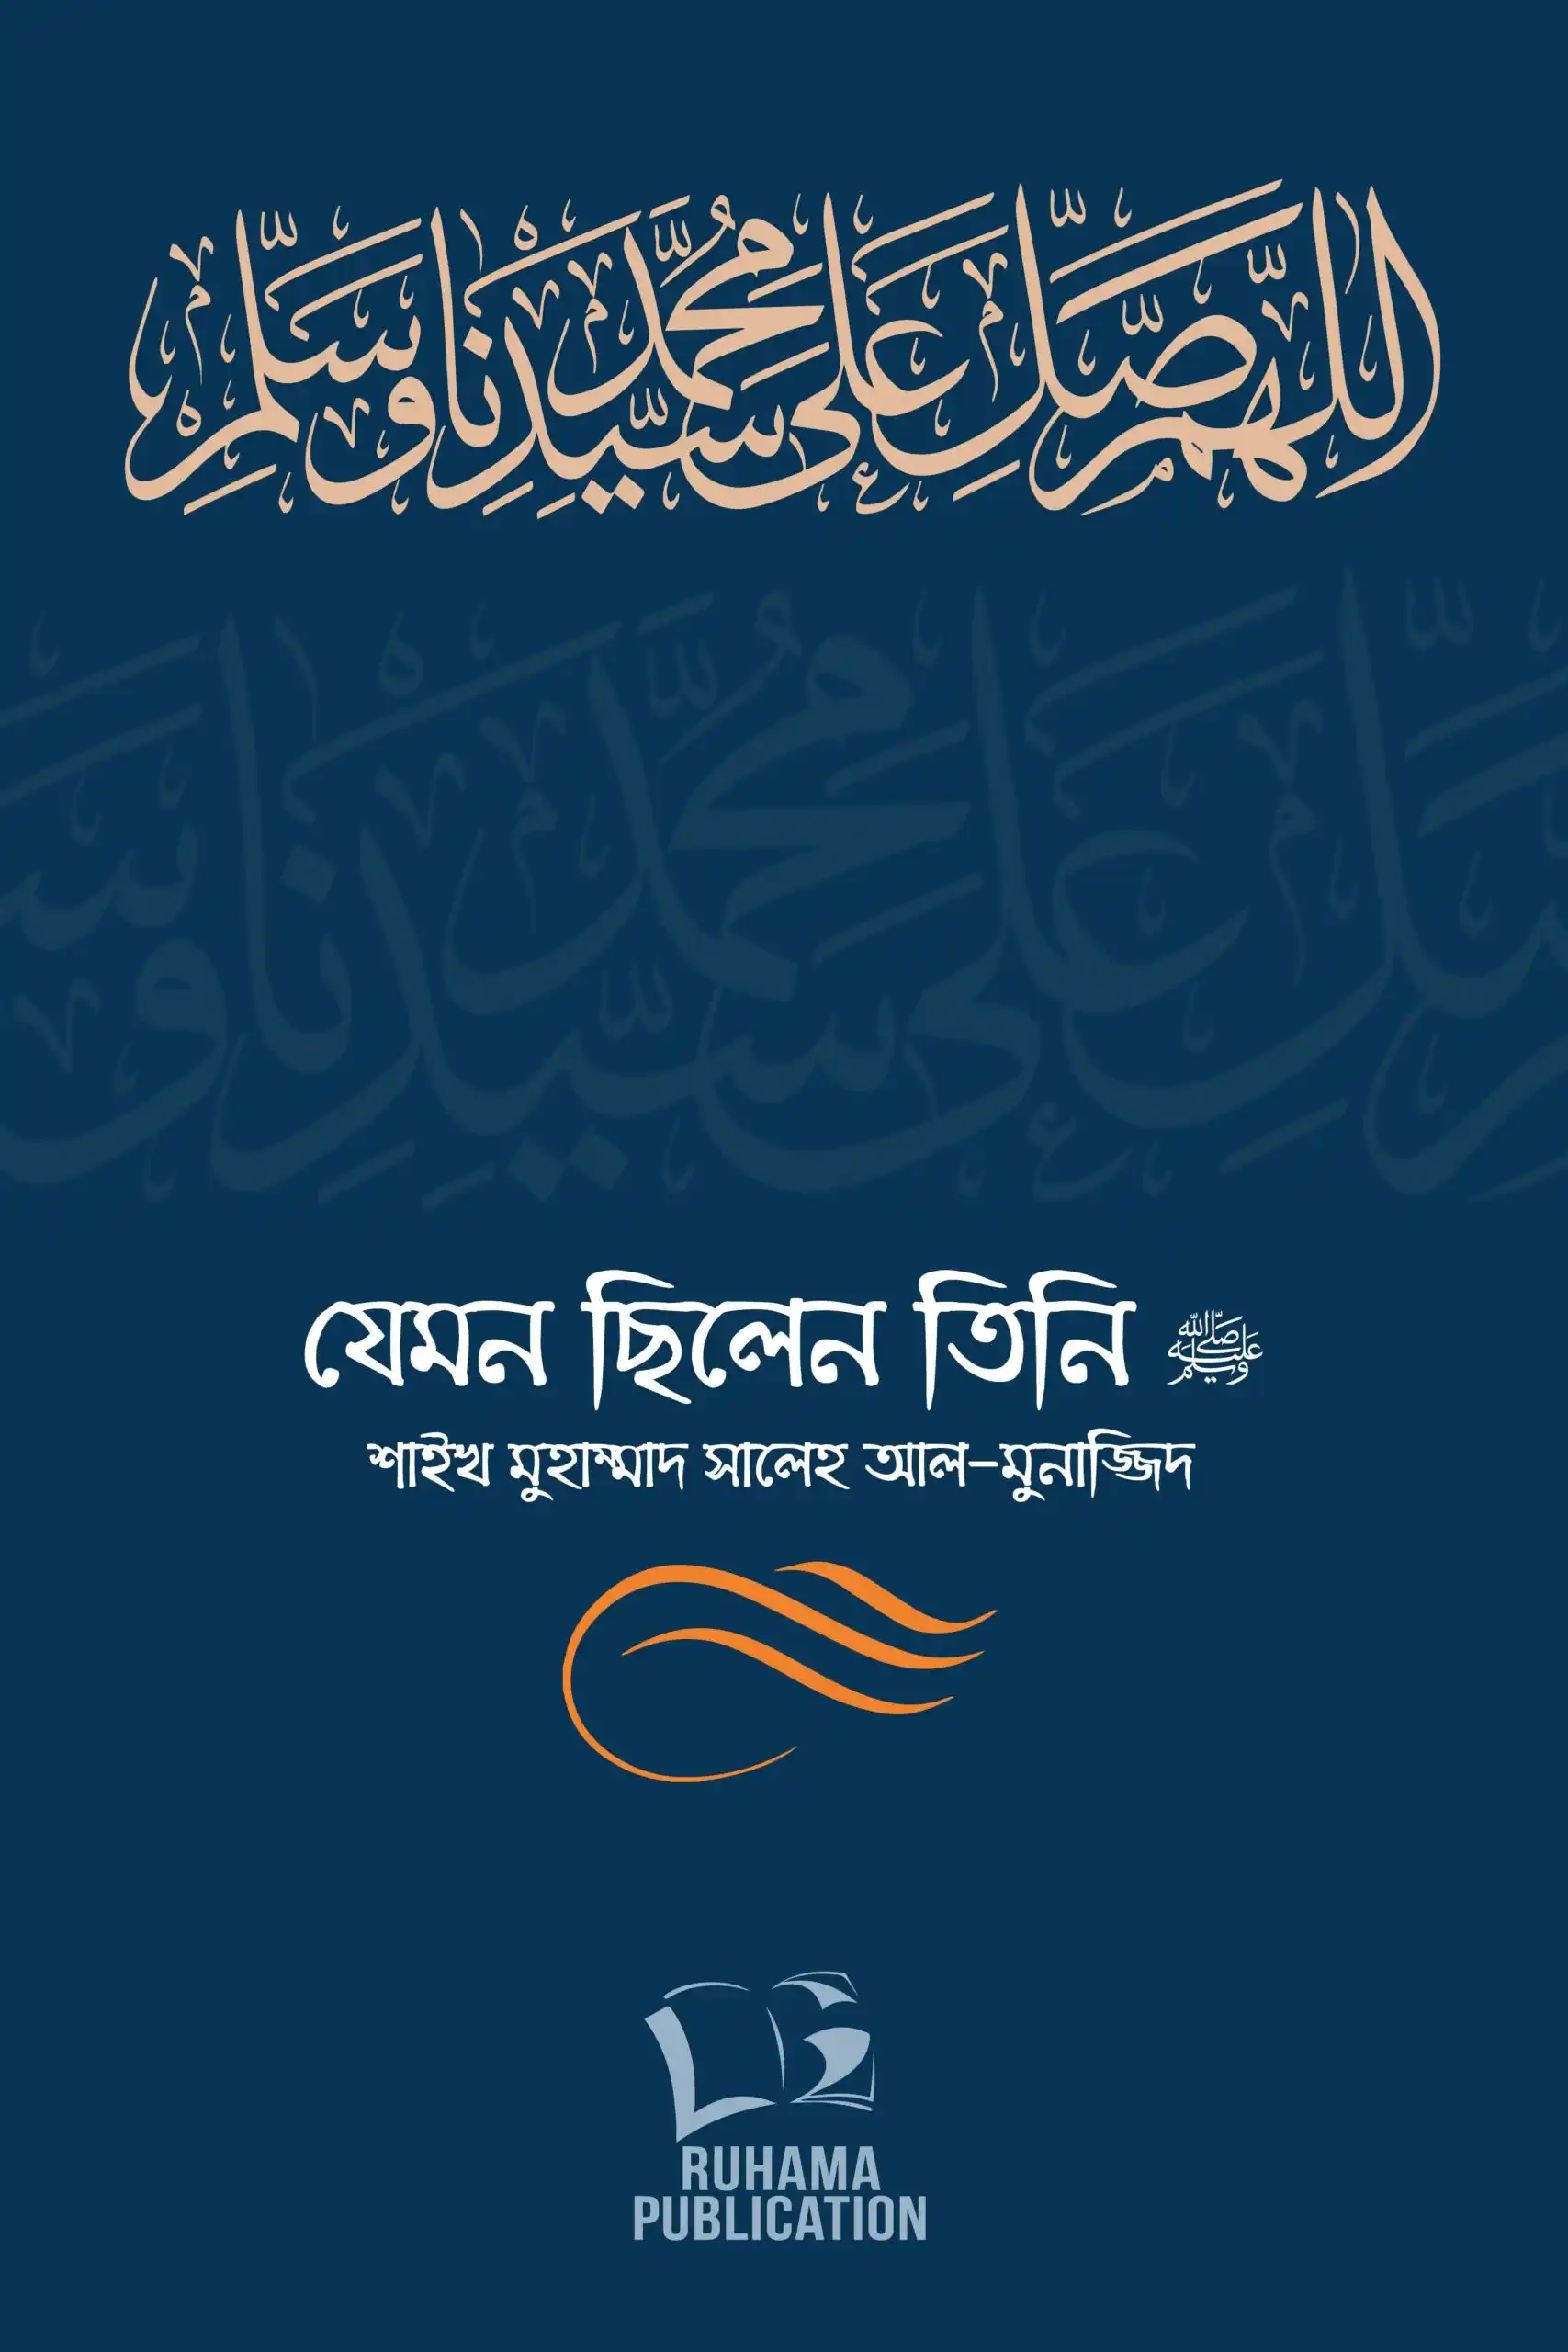 اللهم صل على سيدنا محمد وسلم
যেমন ছিলেন তিনি ﷺ
শাইখ মুহাম্মাদ সালেহ আল-মুনাজ্জিদ
RUHAMA
PUBLICATION